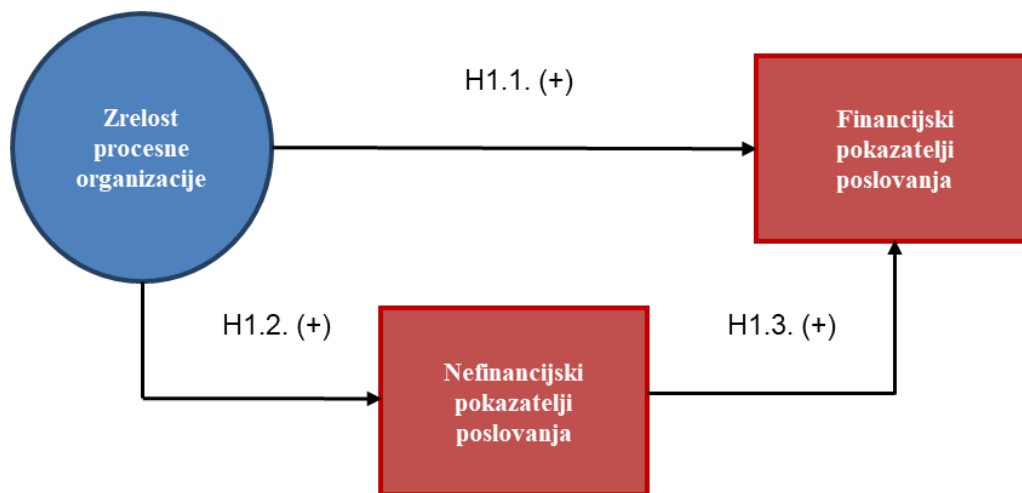 H1.1. (+)
Zrelost
procesne
organizacije
Financijski
pokazatelji
poslovanja
H1.2. (+)
H1.3. (+)
Nefinancijski
pokazatelji
poslovanja